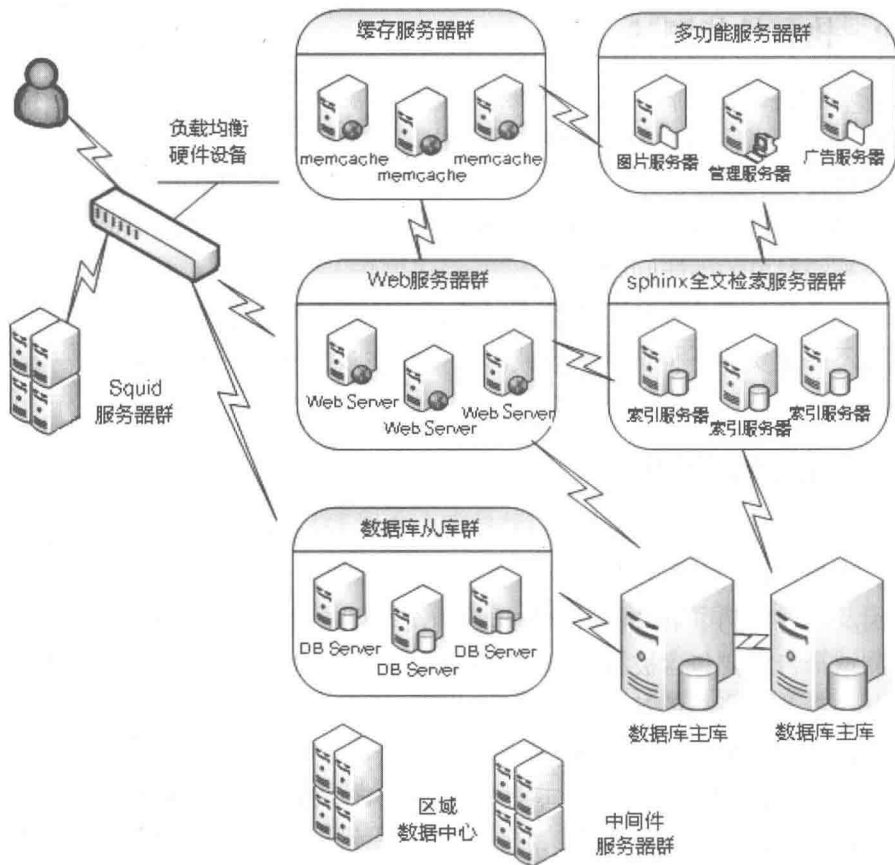 缓存服务器群
memcache
memcache
memcache
多功能服务器群
图片服务器
管理服务器
广告服务器
负载均衡
硬件设备
Squid
服务器群
Web服务器群
Web Server
Web Server
Web Server
sphinx全文检索服务器群
索引服务器
索引服务器
索引服务器
数据库从库群
DB Server
DB Server
DB Server
数据库主库
数据库主库
区域
数据中心
中间件
服务器群